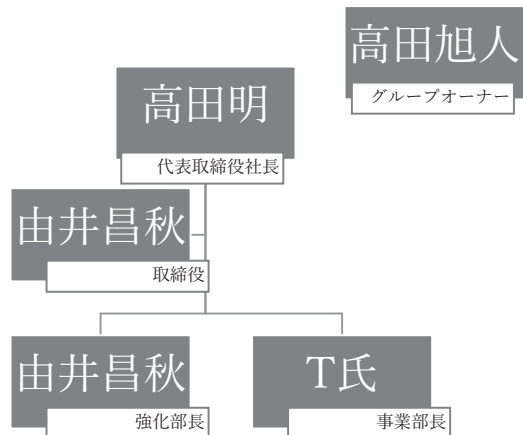 高田旭人
グループオーナー
高田明
代表取締役社長
由井昌秋
取締役
由井昌秋
強化部長
T氏
事業部長